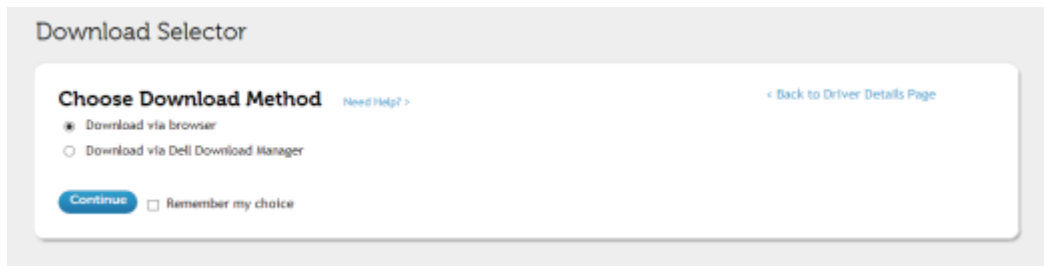 Download Selector
Choose Download Method Need Help? >
< Back to Driver Details Page
Download via browser
Download via Dell Download Manager
Continue Remember my choice